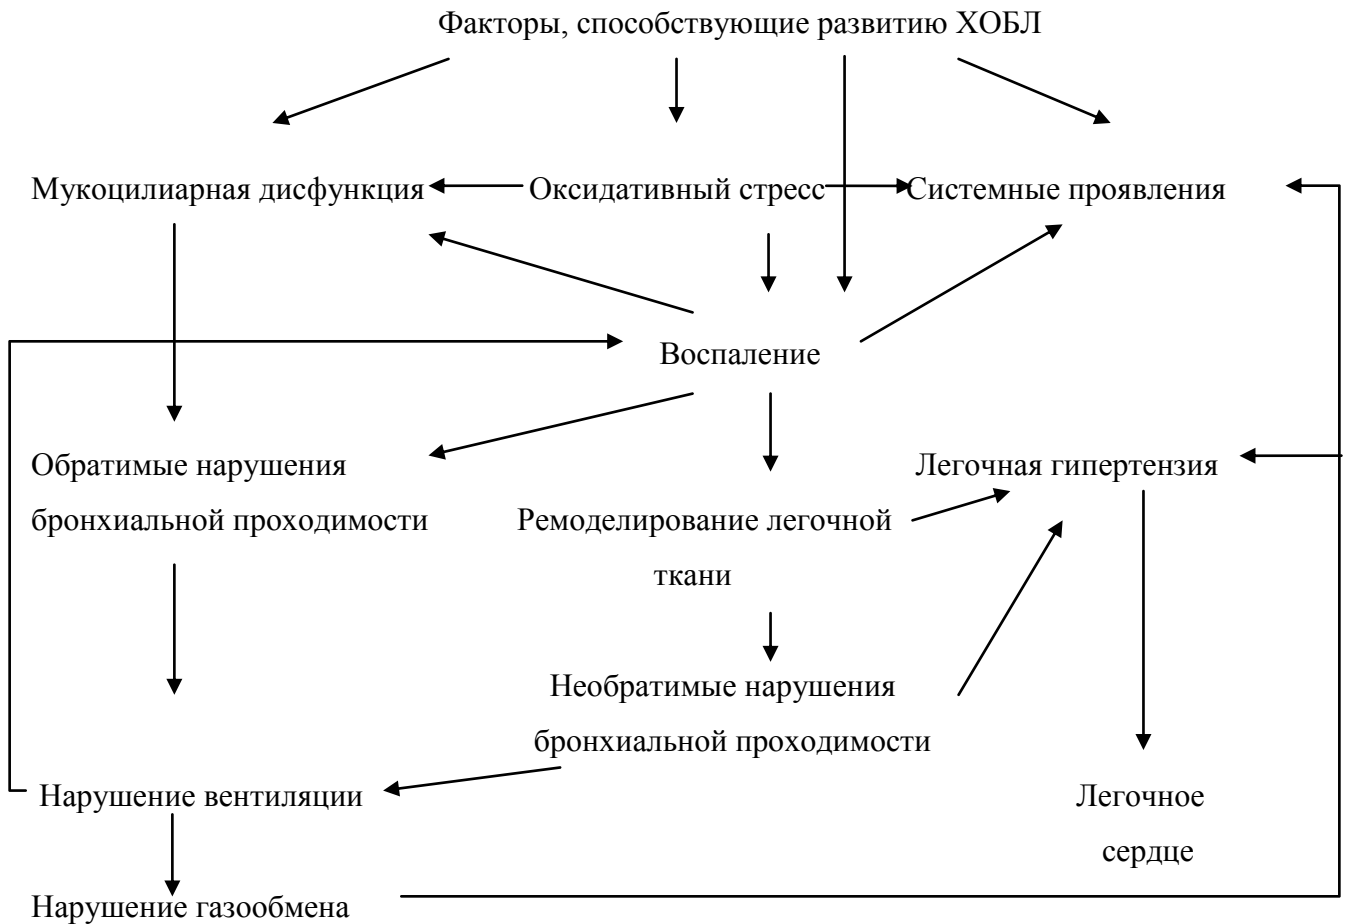 Факторы, способствующие развитию ХОБЛ
Мукоцилиарная дисфункция
Оксидативный стресс
Системные проявления
Воспаление
Обратимые нарушения
бронхиальной проходимости
Легочная гипертензия
Ремоделирование легочной
ткани
Необратимые нарушения
бронхиальной проходимости
Нарушение вентиляции
Легочное
сердце
Нарушение газообмена